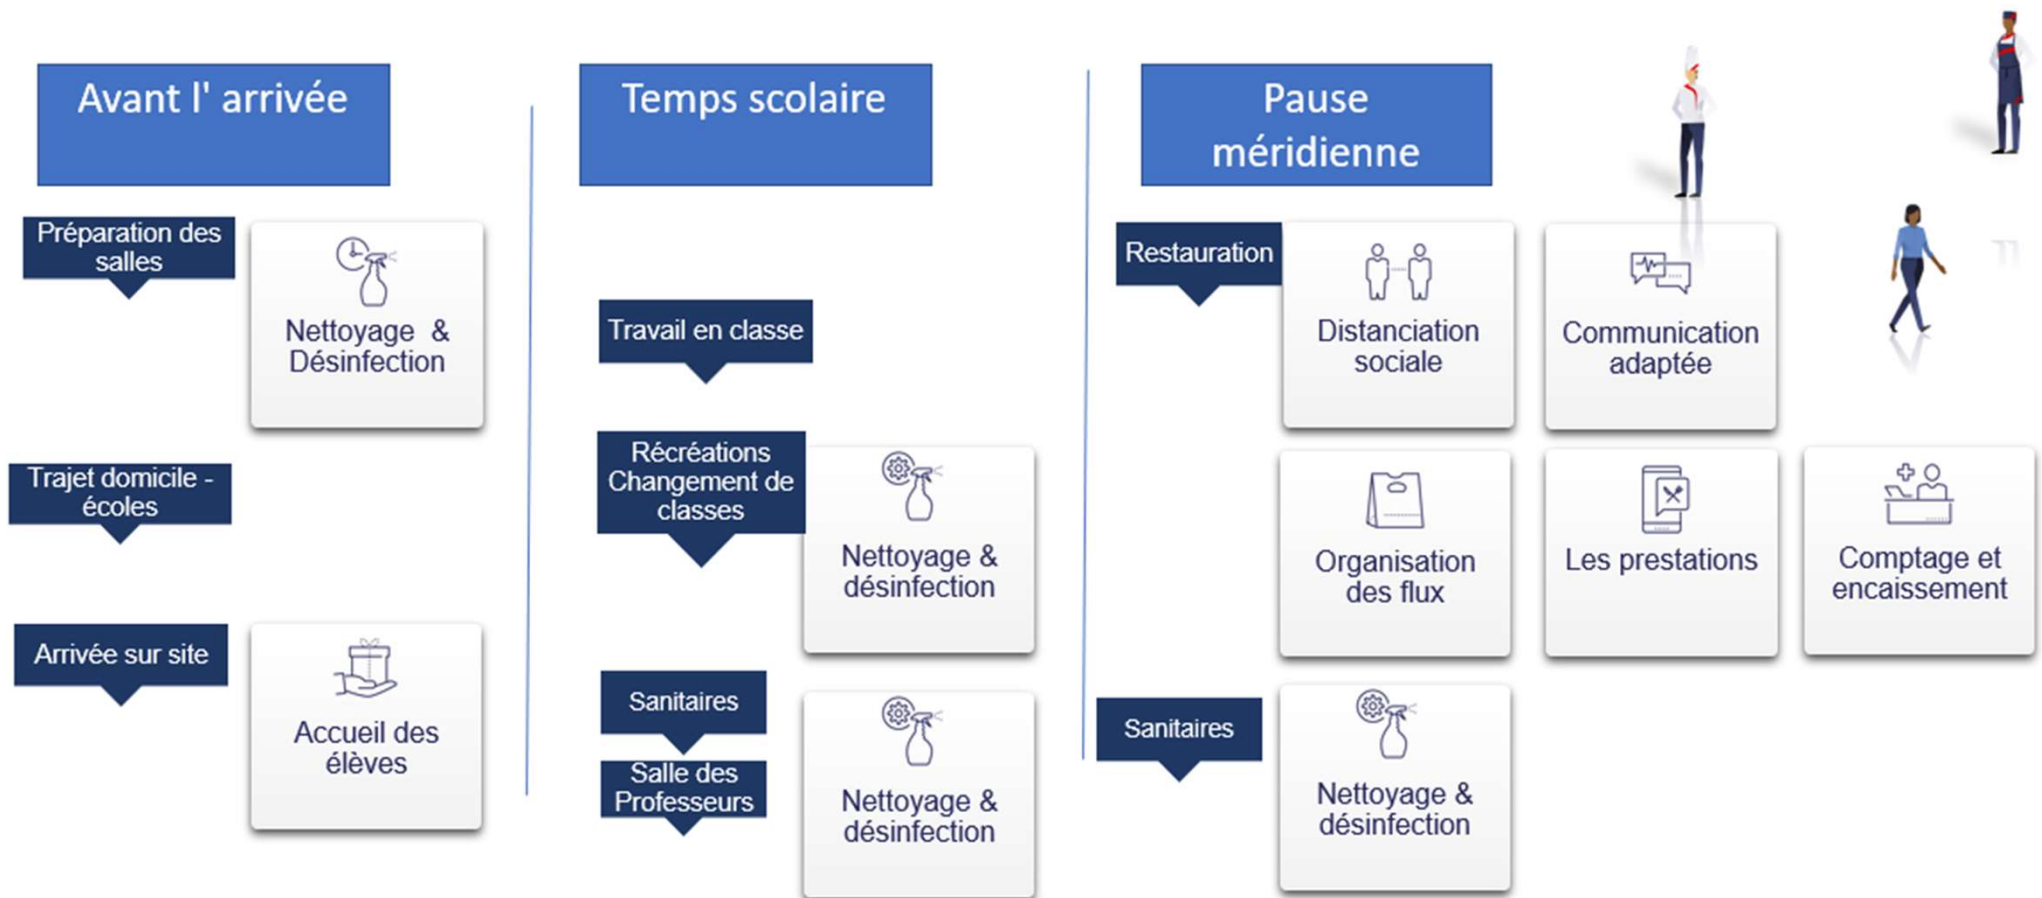 Avant l' arrivée
Préparation des
salles
Nettoyage &
Désinfection
Trajet domicile -
écoles
Arrivée sur site
Accueil des
élèves
Temps scolaire
Travail en classe
Récréations
Changement de
classes
Nettoyage &
désinfection
Sanitaires
Salle des
Professeurs
Nettoyage &
désinfection
Pause
méridienne
Restauration
Distanciation
sociale
Communication
adaptée
Organisation
des flux
Les prestations
Comptage et
encaissement
Sanitaires
Nettoyage &
désinfection